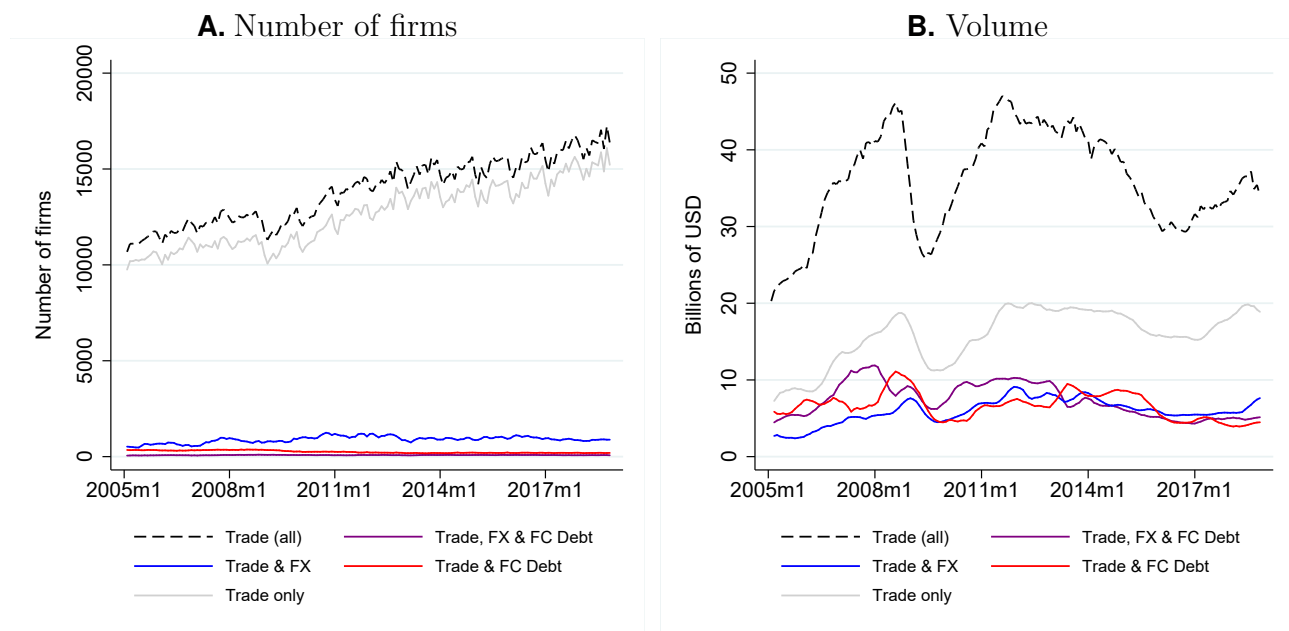 A. Number of firms
Number of firms
20000
15000
10000
5000
0
2005m1 2008m1 2011m1 2014m1 2017m1
Trade (all) Trade, FX & FC Debt
Trade & FX Trade & FC Debt
Trade only
B. Volume
Billions of USD
50
40
30
20
10
0
2005m1 2008m1 2011m1 2014m1 2017m1
Trade (all) Trade, FX & FC Debt
Trade & FX Trade & FC Debt
Trade only